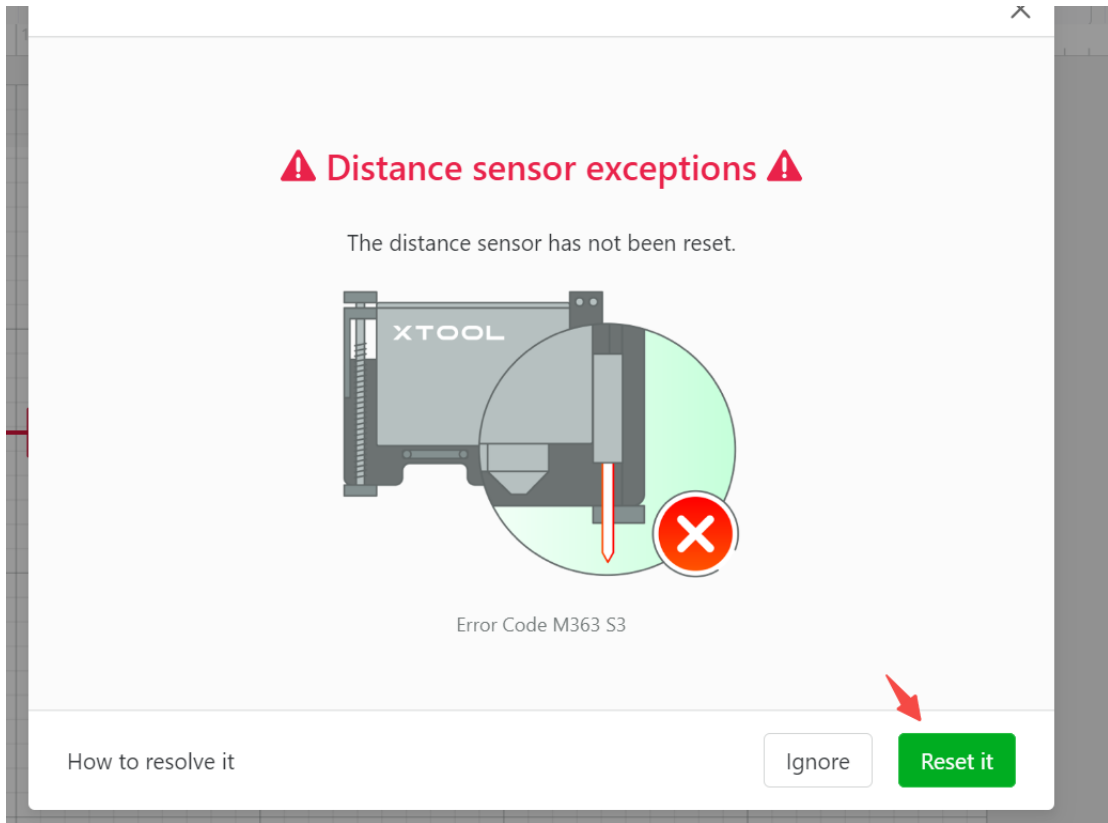 Distance sensor exceptions
The distance sensor has not been reset.
XTOOL
Error Code M363 S3
How to resolve it
Ignore
Reset it